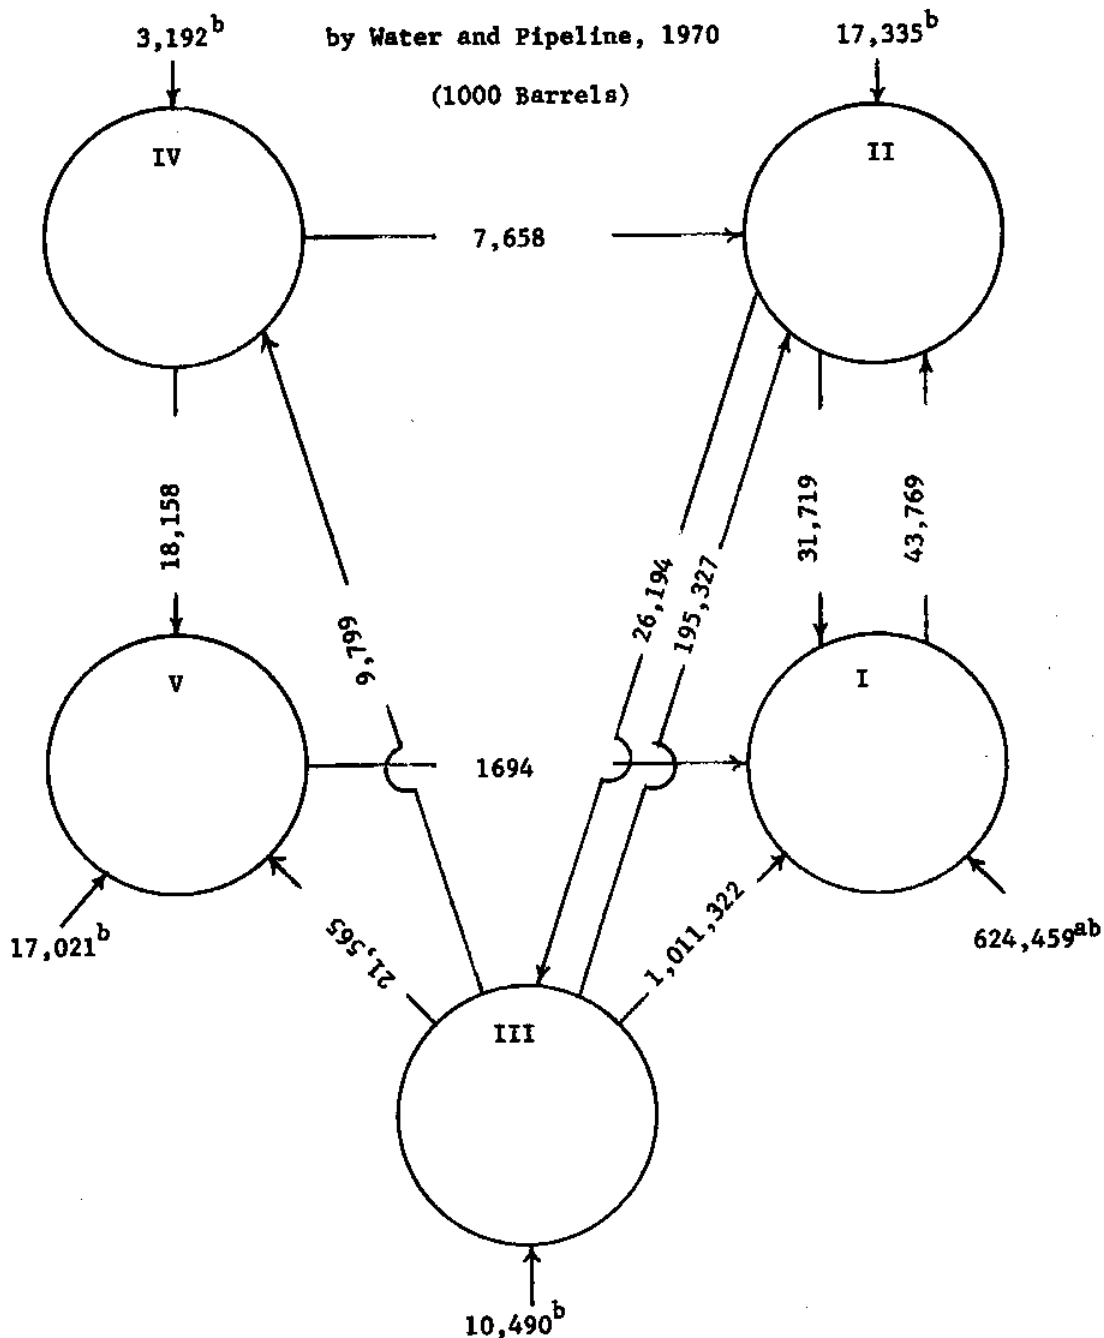 3,192b
by Water and Pipeline, 1970
17,335b
(1000 Barrels)
IV
II
7,658
18,158
31,719
43,769
26,194
195,327
6,799
V
I
1694
17,021b
21,565
1,011,322
624,459ab
III
10,490b